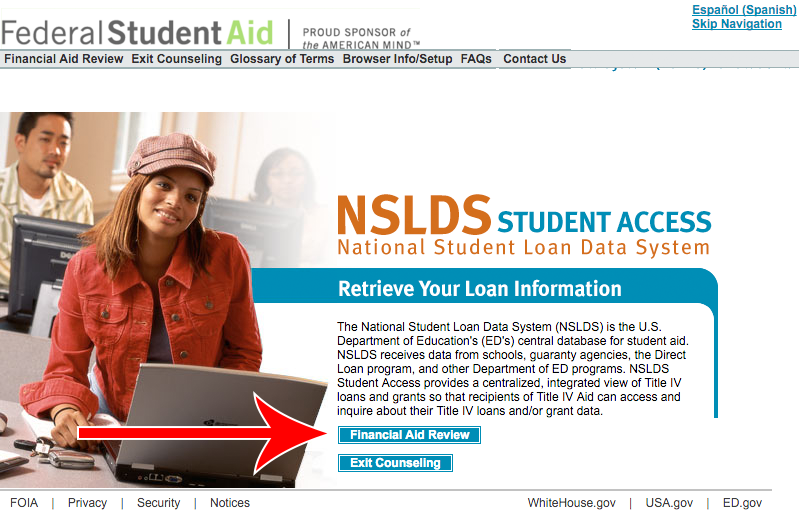 Español (Spanish)
Skip Navigation
Federal Student Aid
PROUD SPONSOR of
the AMERICAN MIND™
Financial Aid Review Exit Counseling Glossary of Terms Browser Info/Setup FAQs Contact Us
NSLDS STUDENT ACCESS
National Student Loan Data System
Retrieve Your Loan Information
The National Student Loan Data System (NSLDS) is the U.S.
Department of Education's (ED's) central database for student aid.
NSLDS receives data from schools, guaranty agencies, the Direct
Loan program, and other Department of ED programs. NSLDS
Student Access provides a centralized, integrated view of Title IV
loans and grants so that recipients of Title IV Aid can access and
inquire about their Title IV loans and/or grant data.
Financial Aid Review
Exit Counseling
FOIA | Privacy | Security | Notices
WhiteHouse.gov | USA.gov | ED.gov